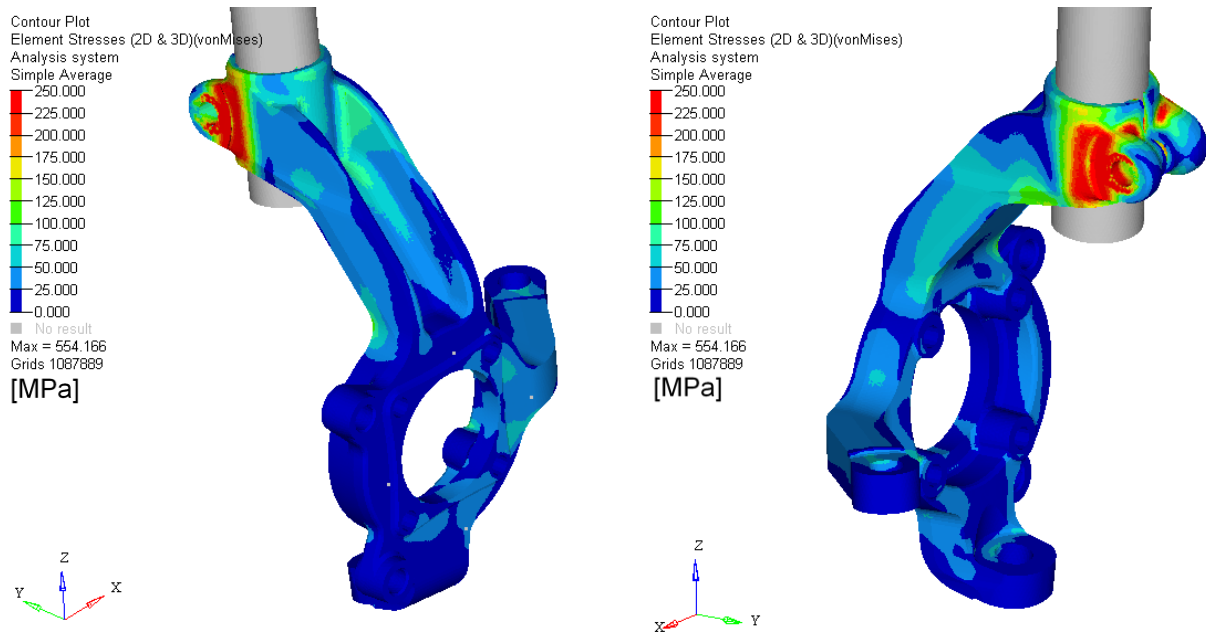 Contour Plot
Element Stresses (2D & 3D)(vonMises)
Analysis system
Simple Average
250.000
225.000
200.000
175.000
150.000
125.000
100.000
75.000
50.000
25.000
0.000
No result
Max = 554.166
Grids 1087889
[MPa]
Z
Y
X
Contour Plot
Element Stresses (2D & 3D)(vonMises)
Analysis system
Simple Average
250.000
225.000
200.000
175.000
150.000
125.000
100.000
75.000
50.000
25.000
0.000
No result
Max = 554.166
Grids 1087889
[MPa]
Z
X
Y